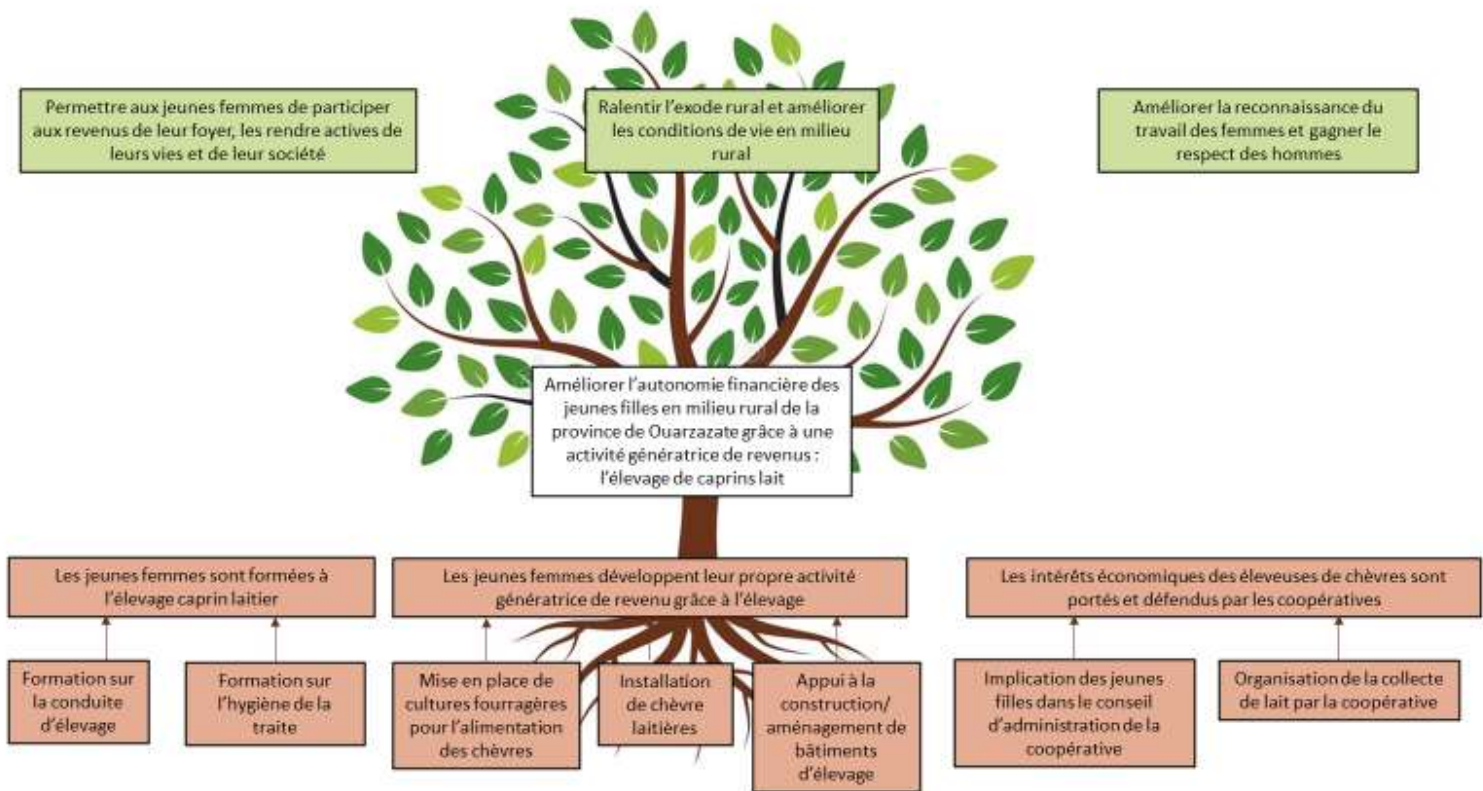 Permettre aux jeunes femmes de participer
aux revenus de leur foyer, les rendre actives de
leurs vies et de leur société
Ralentir l'exode rural et améliorer
les conditions de vie en milieu
rural
Améliorer la reconnaissance du
travail des femmes et gagner le
respect des hommes
Améliorer l'autonomie financière des
jeunes filles en milieu rural de la
province de Ouarzazate grâce à une
activité génératrice de revenus :
l'élevage de caprins lait
Les jeunes femmes sont formées à
l'élevage caprin laitier
Les jeunes femmes développent leur propre activité
génératrice de revenu grâce à l'élevage
Les intérêts économiques des éleveuses de chèvres sont
portés et défendus par les coopératives
Formation sur
la conduite
d'élevage
Formation sur
l'hygiène de la
traite
Mise en place de
cultures fourragères
pour l'alimentation
des chèvres
Installation
de chèvre
laitières
Appui à la
construction/
aménagement de
bâtiments
d'élevage
Implication des jeunes
filles dans le conseil
d'administration de la
coopérative
Organisation de la collecte
de lait par la coopérative